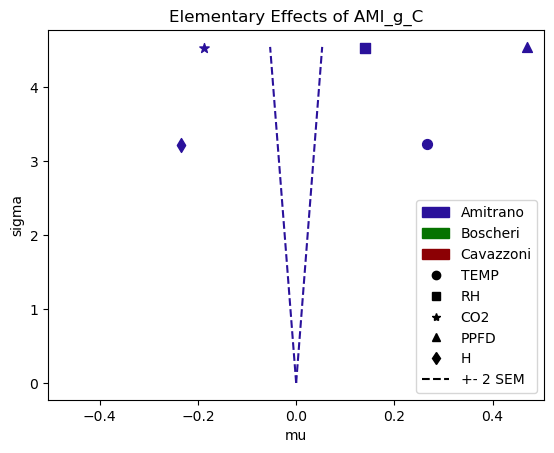 Elementary Effects of AMI_g_C
sigma
4
3
2
1
0
Amitrano
Boscheri
Cavazzoni
TEMP
RH
CO2
PPFD
H
+- 2 SEM
−0.4 −0.2 0.0 0.2 0.4
mu